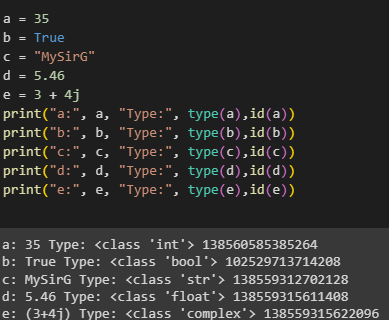 a = 35
b = True
c = "MySirG"
d = 5.46
e = 3 + 4j
print("a:", a, "Type:", type(a),id(a))
print("b:", b, "Type:", type(b),id(b))
print("c:", c, "Type:", type(c),id(c))
print("d:", d, "Type:", type(d),id(d))
print("e:", e, "Type:", type(e),id(e))
a: 35 Type: <class 'int'> 138560585385264
b: True Type: <class 'bool'> 102529713714208
c: MySirG Type: <class 'str'> 138559312702128
d: 5.46 Type: <class 'float'> 138559315611408
e: (3+4j) Type: <class 'complex'> 138559315622096